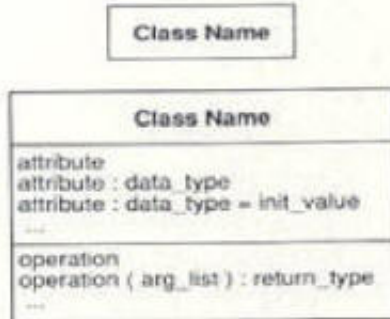 Class Name
Class Name
attribute
attribute : data_type
attribute : data_type = init_value
...
operation
operation ( arg_list ) : return_type
...